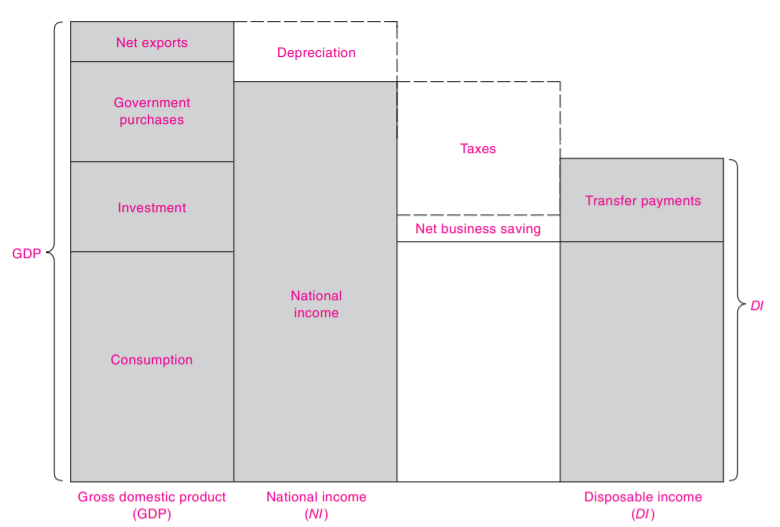 Net exports
Depreciation
Government
purchases
Taxes
Transfer payments
Investment
Net business saving
GDP
National
income
DI
Consumption
Gross domestic product
(GDP)
National income
(NI)
Disposable income
(DI)